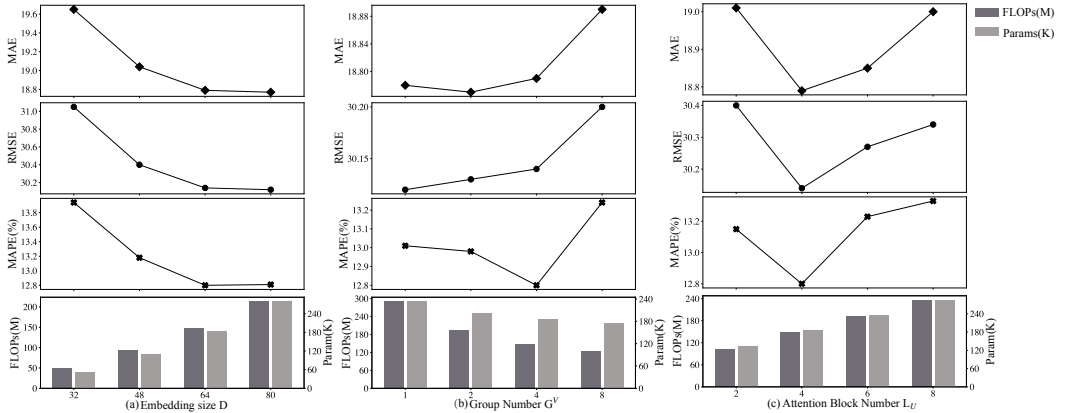 FLOPs(M)
Params(K)
MAE
19.6
19.4
19.2
19.0
18.8
RMSE
31.0
30.8
30.6
30.4
30.2
MAPE(%)
13.8
13.6
13.4
13.2
13.0
12.8
FLOPs(M)
200
150
100
50
0
Param(K)
240
180
120
60
0
32 48 64 80
(a) Embedding size D
MAE
18.88
18.84
18.80
RMSE
30.20
30.15
MAPE(%)
13.2
13.1
13.0
12.9
12.8
FLOPs(M)
300
240
180
120
60
0
Param(K)
240
180
120
60
0
1 2 4 8
(b) Group Number G^V
MAE
19.0
18.9
18.8
RMSE
30.4
30.3
30.2
MAPE(%)
13.2
13.0
12.8
FLOPs(M)
240
180
120
60
0
Param(K)
240
180
120
60
0
2 4 6 8
(c) Attention Block Number L_U